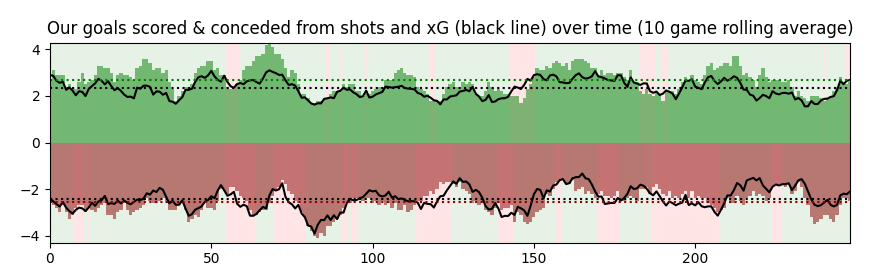 Our goals scored & conceded from shots and xG (black line) over time (10 game rolling average)
4
2
0
−2
−4
0 50 100 150 200